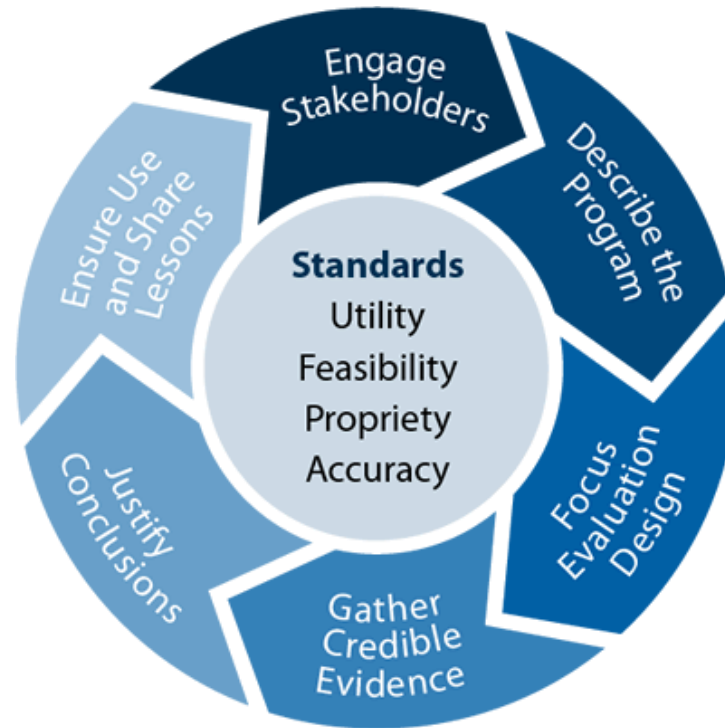 Engage
Stakeholders
Describe the
Program
Focus
Evaluation
Design
Gather
Credible
Evidence
Justify
Conclusions
Ensure Use
and Share
Lessons
Standards
Utility
Feasibility
Propriety
Accuracy